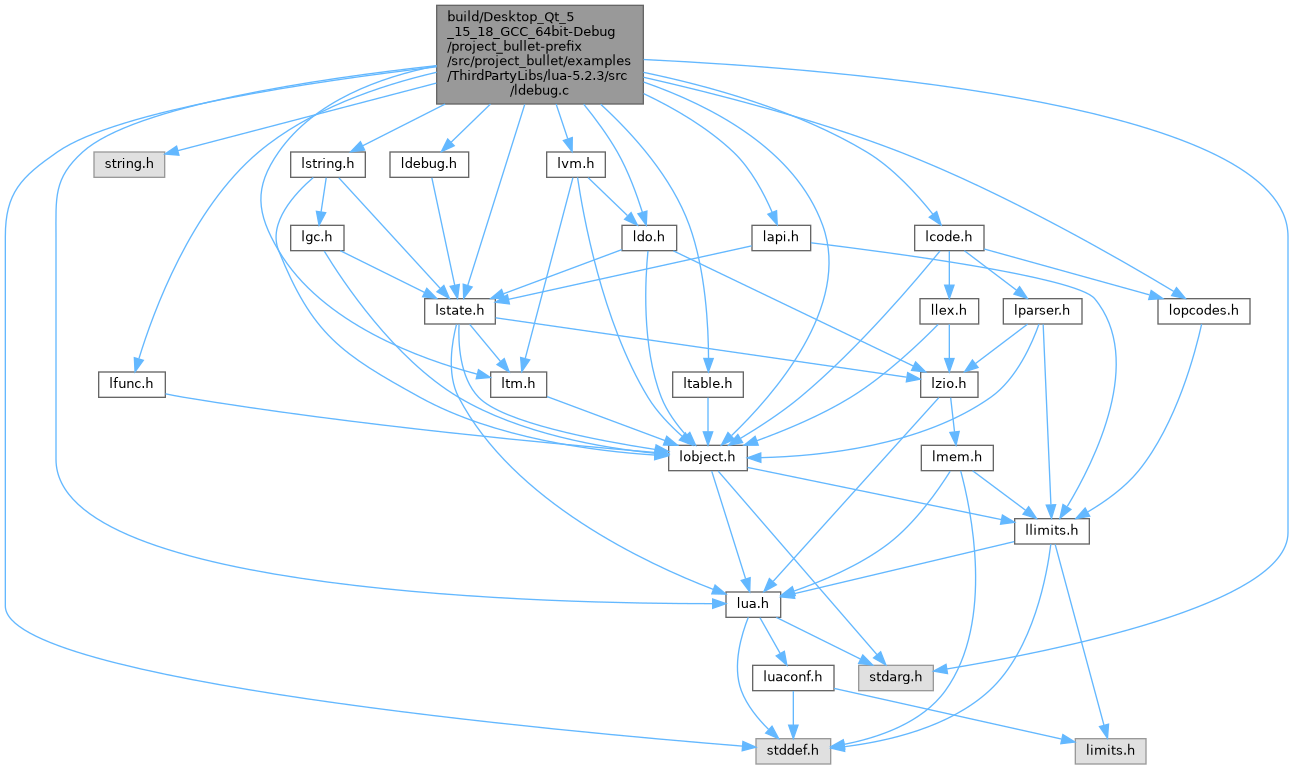 build/Desktop_Qt_5
_15_18_GCC_64bit-Debug
/project_bullet-prefix
/src/project_bullet/examples
/ThirdPartyLibs/lua-5.2.3/src
/ldebug.c
string.h
lstring.h
ldebug.h
lvm.h
lgc.h
ldo.h
lapi.h
lcode.h
lstate.h
llex.h
lparser.h
lopcodes.h
lfunc.h
ltm.h
ltable.h
lzio.h
lobject.h
lmem.h
llimits.h
lua.h
luaconf.h
stdarg.h
stddef.h
limits.h